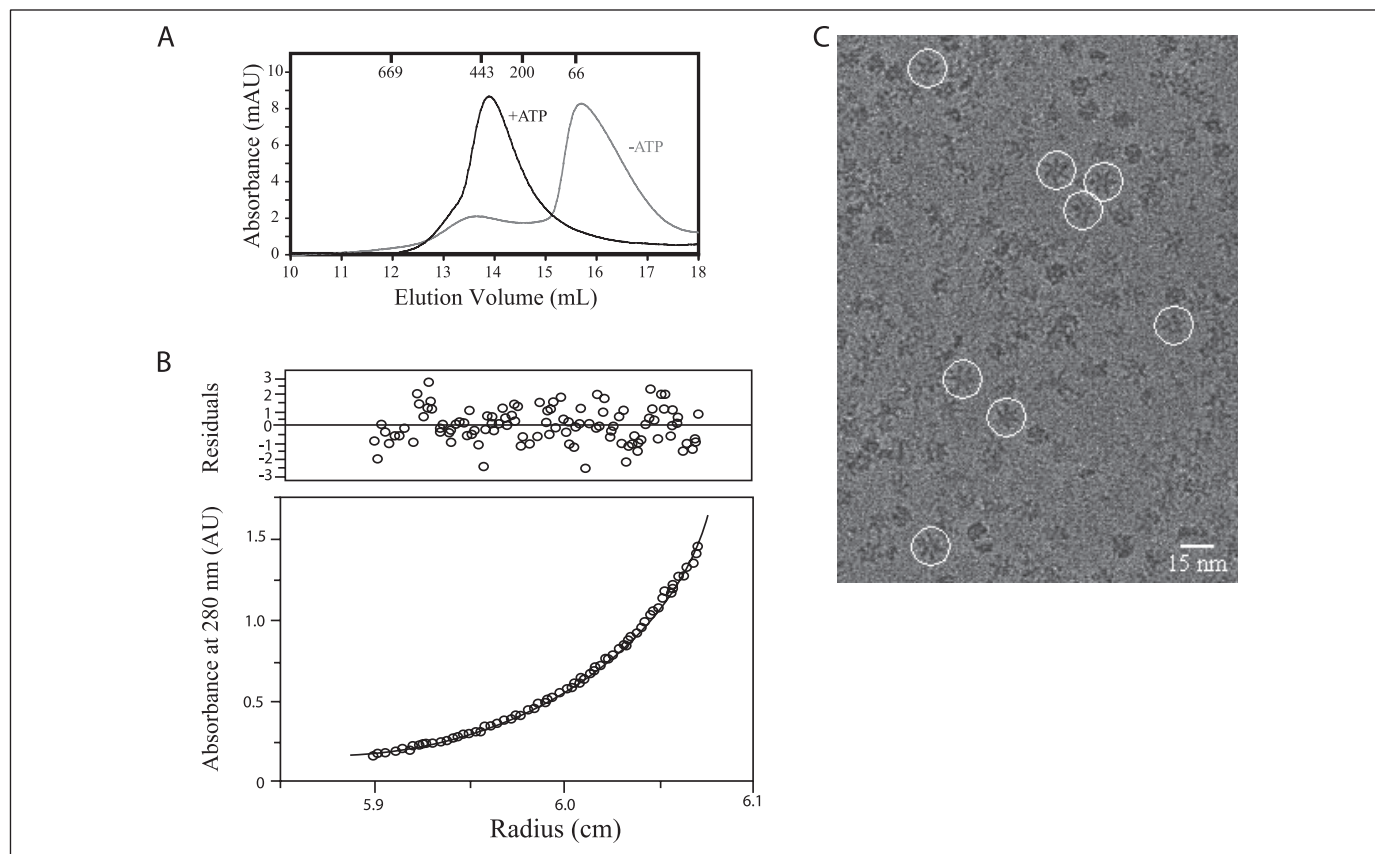 A
669 443 200 66
10
8
6
4
2
0
+ATP
-ATP
Absorbance (mAU)
10 11 12 13 14 15 16 17 18
Elution Volume (mL)
B
3
2
1
0
-1
-2
-3
Residuals
1.5
1.0
0.5
0
Absorbance at 280 nm (AU)
5.9 6.0 6.1
Radius (cm)
C
15 nm